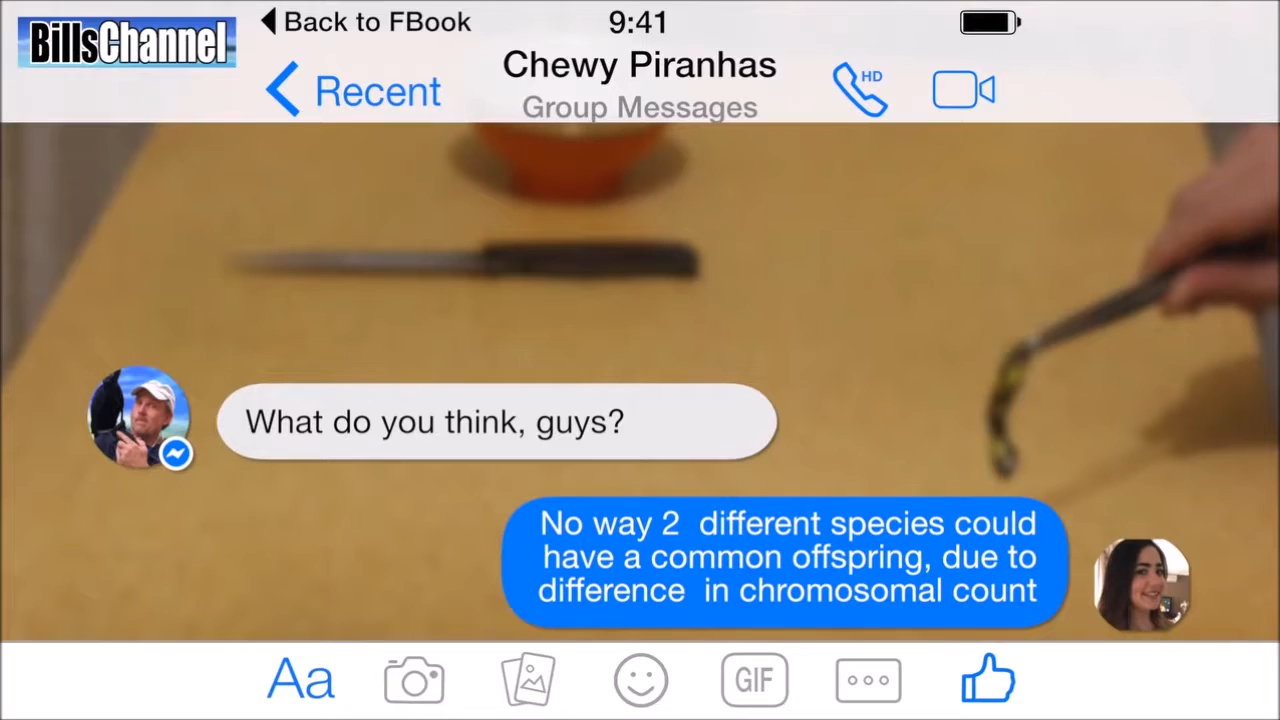 BillsChannel
Back to FBook
9:41
Chewy Piranhas
Recent
HD
Group Messages
What do you think, guys?
No way 2  different species could
have a common offspring, due to
difference  in chromosomal count
Aa
GIF